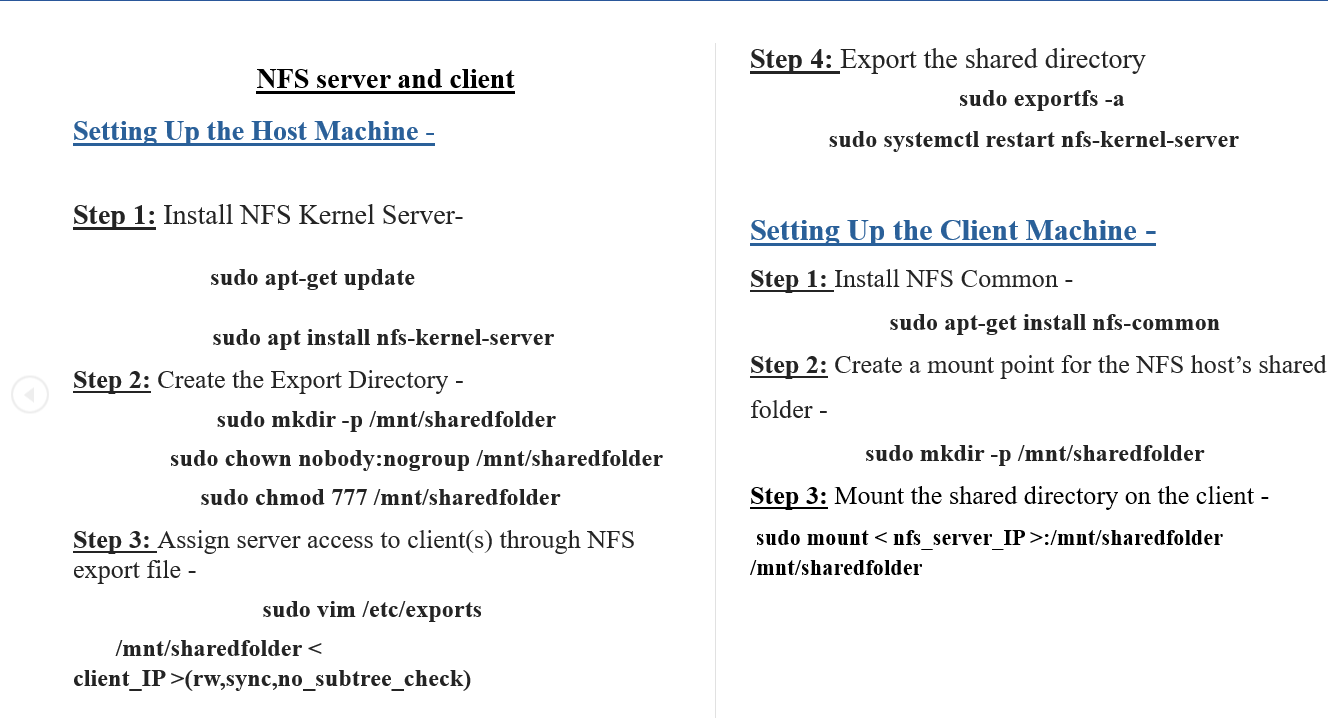 NFS server and client
Setting Up the Host Machine -
Step 1: Install NFS Kernel Server-
sudo apt-get update
sudo apt install nfs-kernel-server
Step 2: Create the Export Directory -
sudo mkdir -p /mnt/sharedfolder
sudo chown nobody:nogroup /mnt/sharedfolder
sudo chmod 777 /mnt/sharedfolder
Step 3: Assign server access to client(s) through NFS
export file -
sudo vim /etc/exports
/mnt/sharedfolder <
client_IP >(rw,sync,no_subtree_check)
Step 4: Export the shared directory
sudo exportfs -a
sudo systemctl restart nfs-kernel-server
Setting Up the Client Machine -
Step 1: Install NFS Common -
sudo apt-get install nfs-common
Step 2: Create a mount point for the NFS host’s shared
folder -
sudo mkdir -p /mnt/sharedfolder
Step 3: Mount the shared directory on the client -
sudo mount < nfs_server_IP >:/mnt/sharedfolder
/mnt/sharedfolder